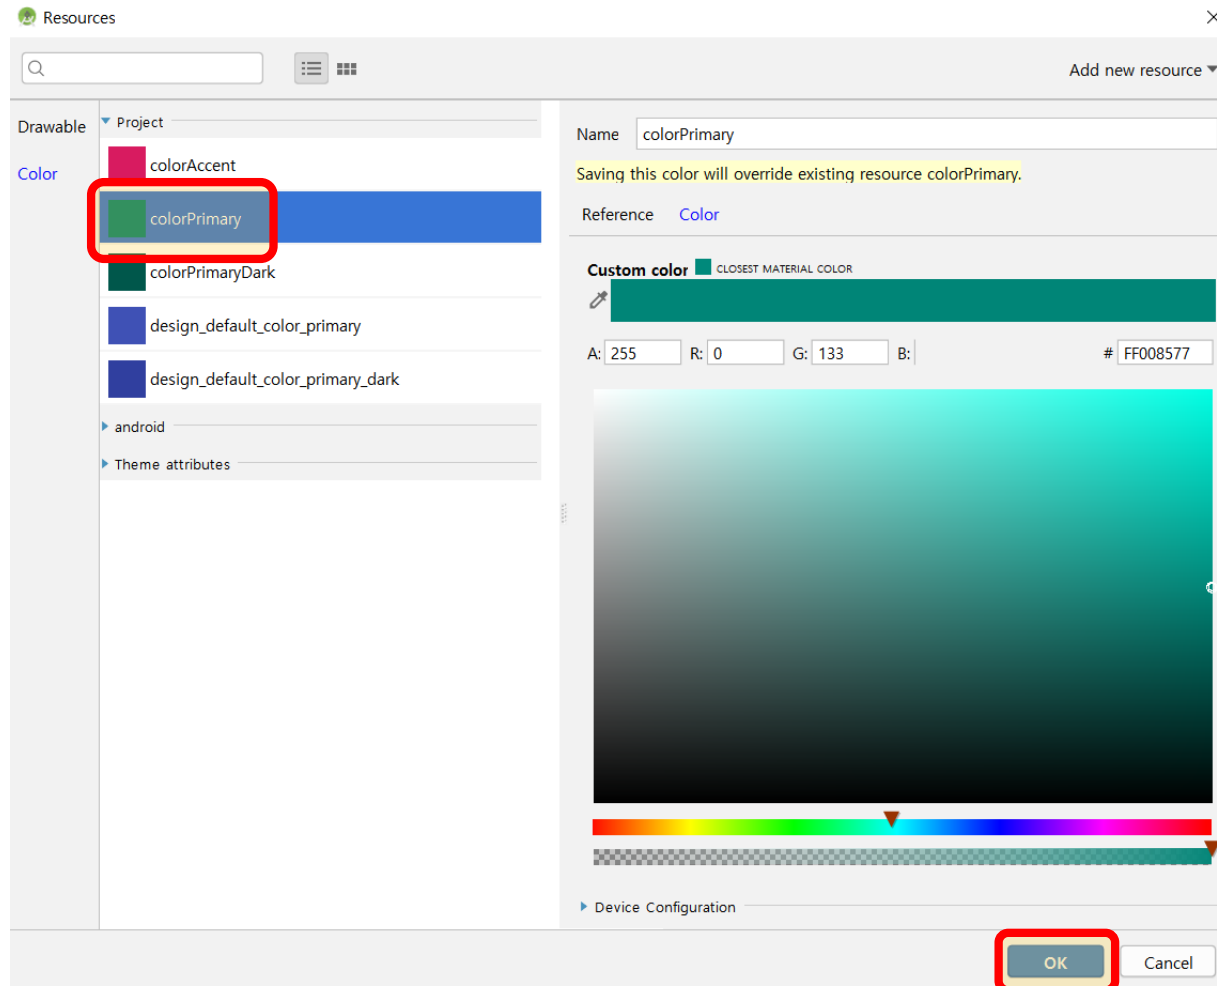 Resources
Add new resource
Drawable
Color
Project
colorAccent
colorPrimary
colorPrimaryDark
design_default_color_primary
design_default_color_primary_dark
android
Theme attributes
Name colorPrimary
Saving this color will override existing resource colorPrimary.
Reference Color
Custom color CLOSEST MATERIAL COLOR
A: 255 R: 0 G: 133 B: # FF008577
Device Configuration
OK Cancel